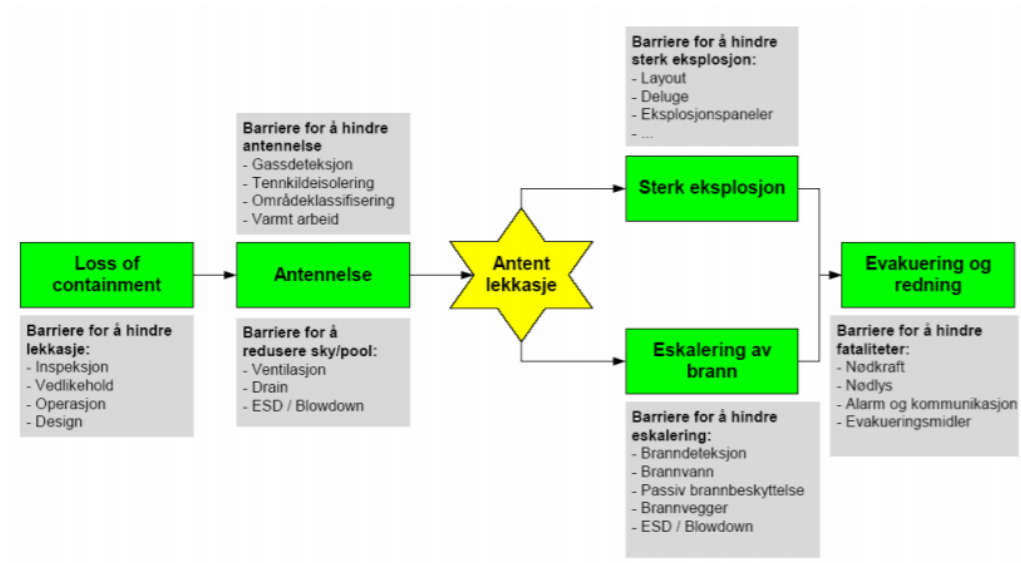 Loss of
containment
Barriere for å hindre
lekkasje:
- Inspeksjon
- Vedlikehold
- Operasjon
- Design
Barriere for å hindre
antennelse
- Gassdeteksjon
- Tennkildeisolering
- Områdeklassifisering
- Varmt arbeid
Antennelse
Barriere for å
redusere sky/pool:
- Ventilasjon
- Drain
- ESD / Blowdown
Antent
lekkasje
Barriere for å hindre
sterk eksplosjon:
- Layout
- Deluge
- Eksplosjonspaneler
- ...
Sterk eksplosjon
Eskalering av
brann
Barriere for å hindre
eskalering:
- Branndeteksjon
- Brannvann
- Passiv brannbeskyttelse
- Brannvegger
- ESD / Blowdown
Evakuering og
redning
Barriere for å hindre
fataliteter:
- Nødkraft
- Nødlys
- Alarm og kommunikasjon
- Evakueringsmidler